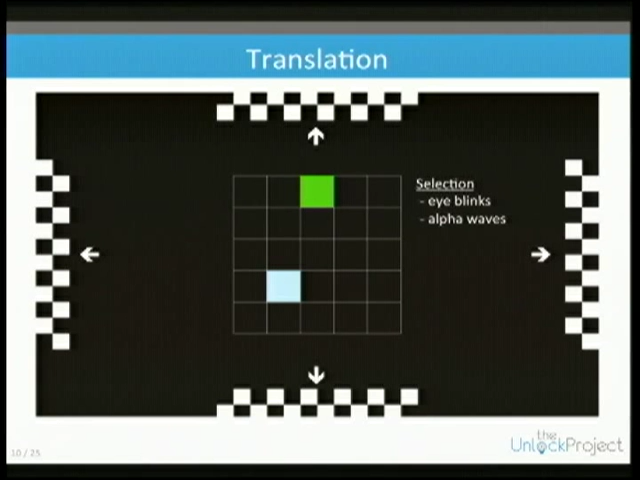 Translation
Selection
- eye blinks
- alpha waves
10 / 25
the
UnlockProject